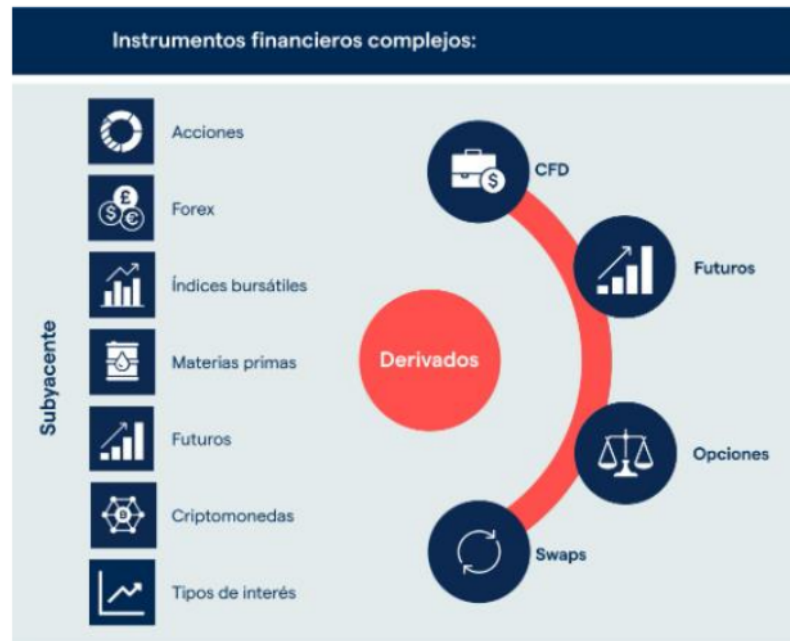 Instrumentos financieros complejos:
Subyacente
Acciones
Forex
Índices bursátiles
Materias primas
Futuros
Criptomonedas
Tipos de interés
Derivados
CFD
Futuros
Opciones
Swaps